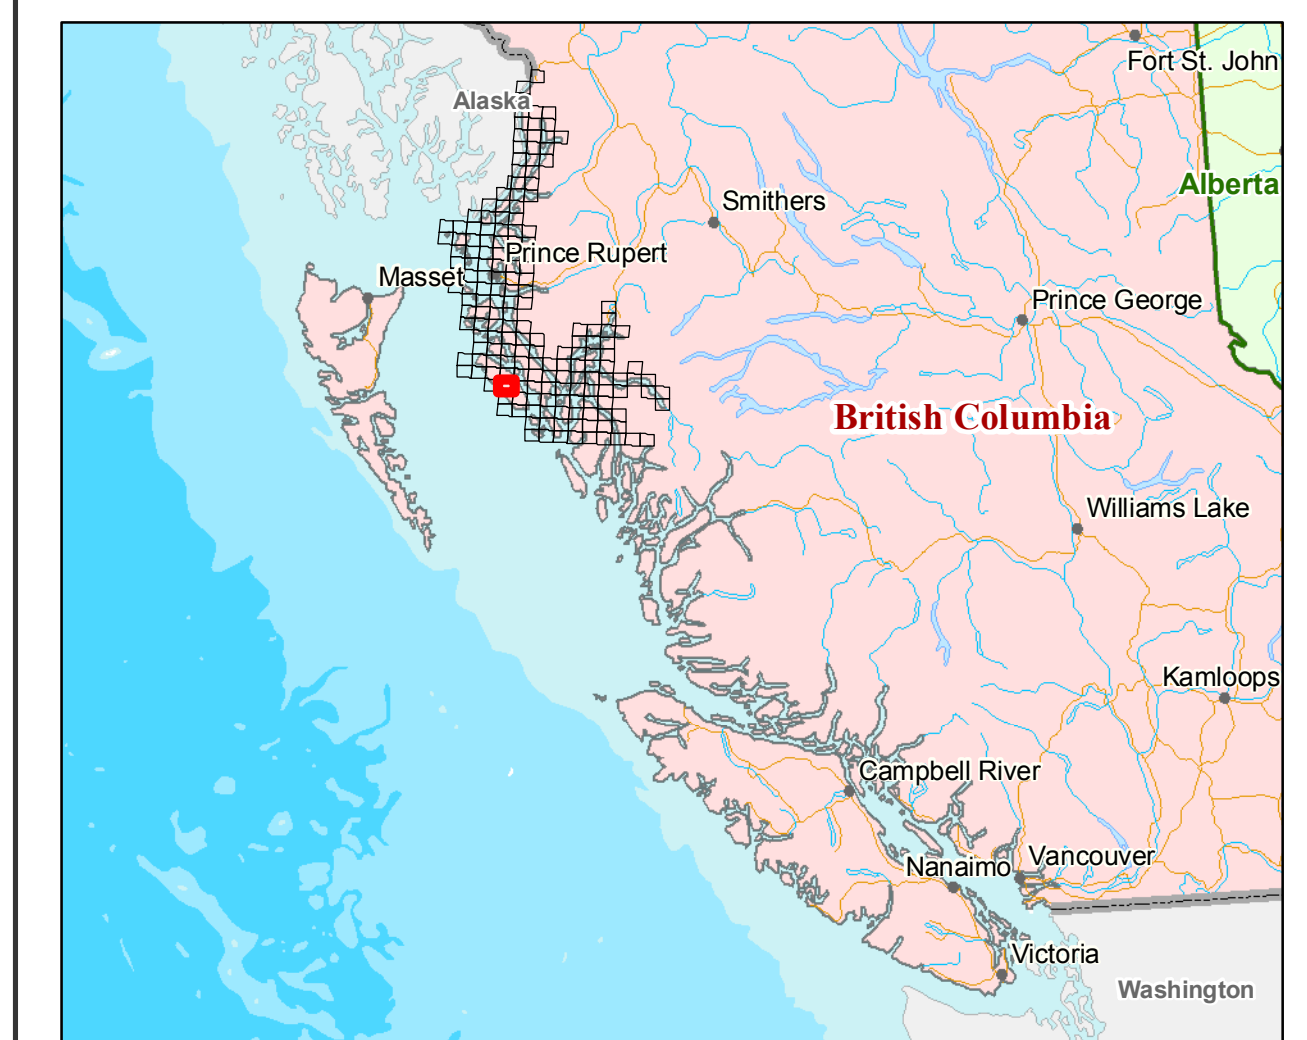 Fort St. John
Alaska
Alberta
Smithers
Prince Rupert
Masset
Prince George
British Columbia
Williams Lake
Kamloops
Campbell River
Vancouver
Nanaimo
Victoria
Washington